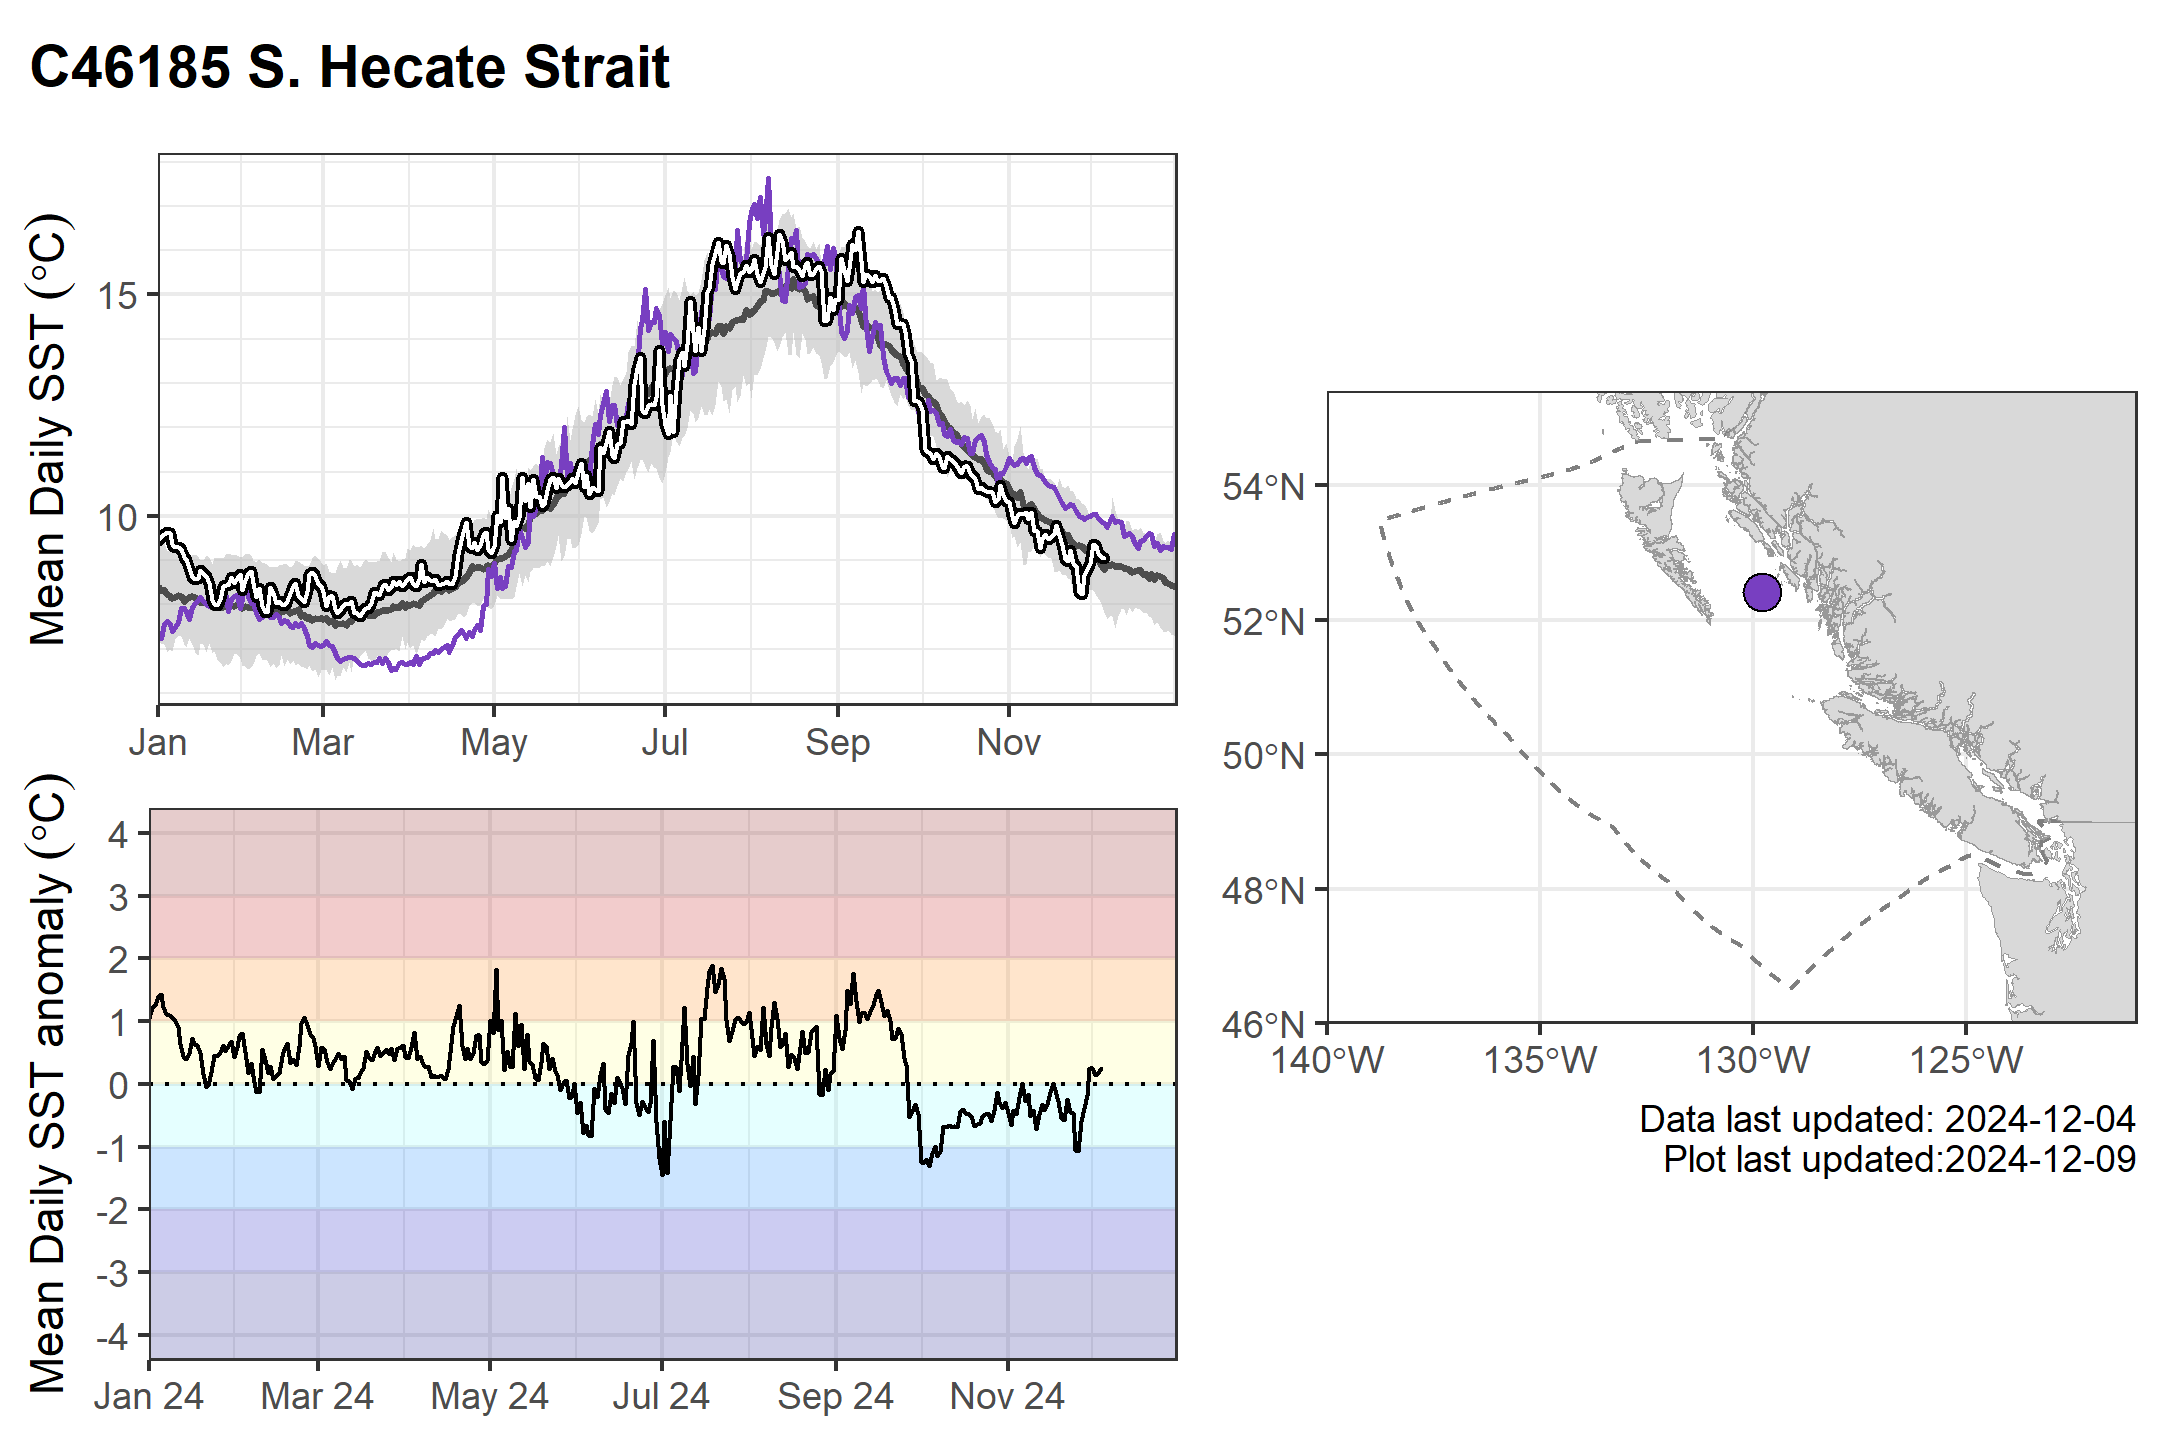 C46185 S. Hecate Strait
Mean Daily SST (°C)
15
10
Jan Mar May Jul Sep Nov
Mean Daily SST anomaly (°C)
4
3
2
1
0
-1
-2
-3
-4
Jan 24 Mar 24 May 24 Jul 24 Sep 24 Nov 24
54°N
52°N
50°N
48°N
46°N
140°W 135°W 130°W 125°W
Data last updated: 2024-12-04
Plot last updated:2024-12-09